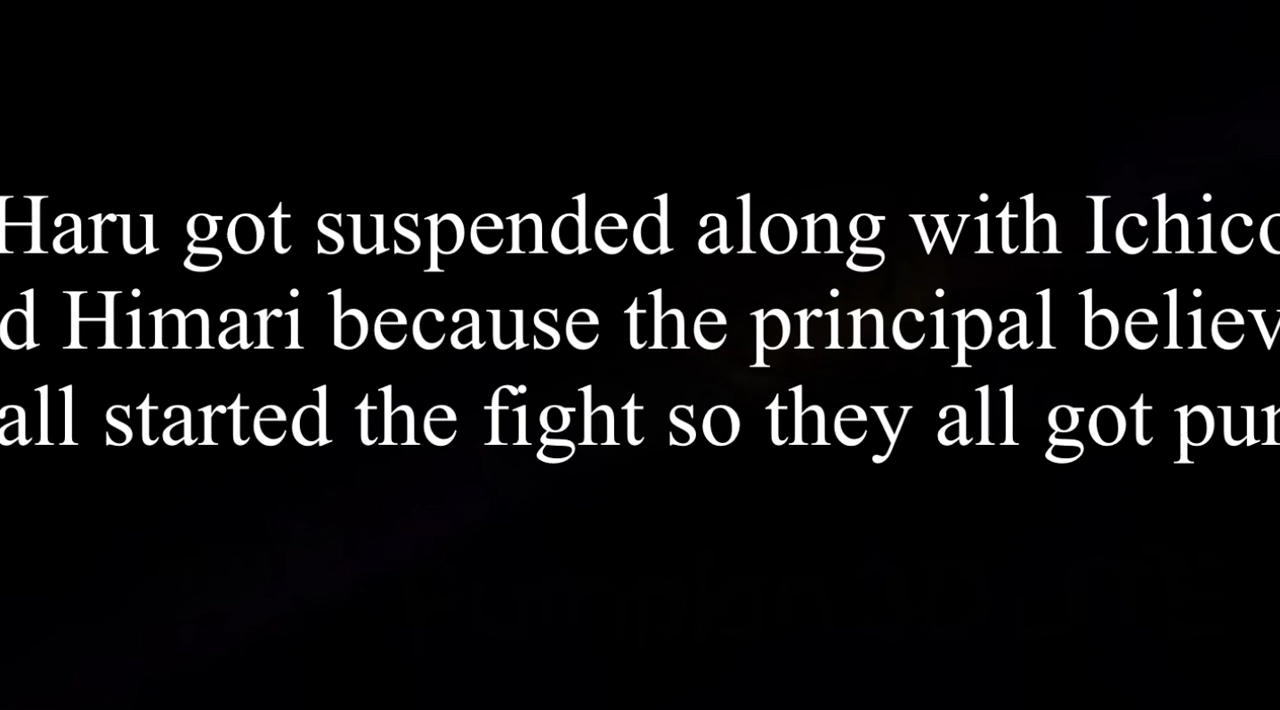 Haru got suspended along with Ichico
d Himari because the principal believ
all started the fight so they all got pun